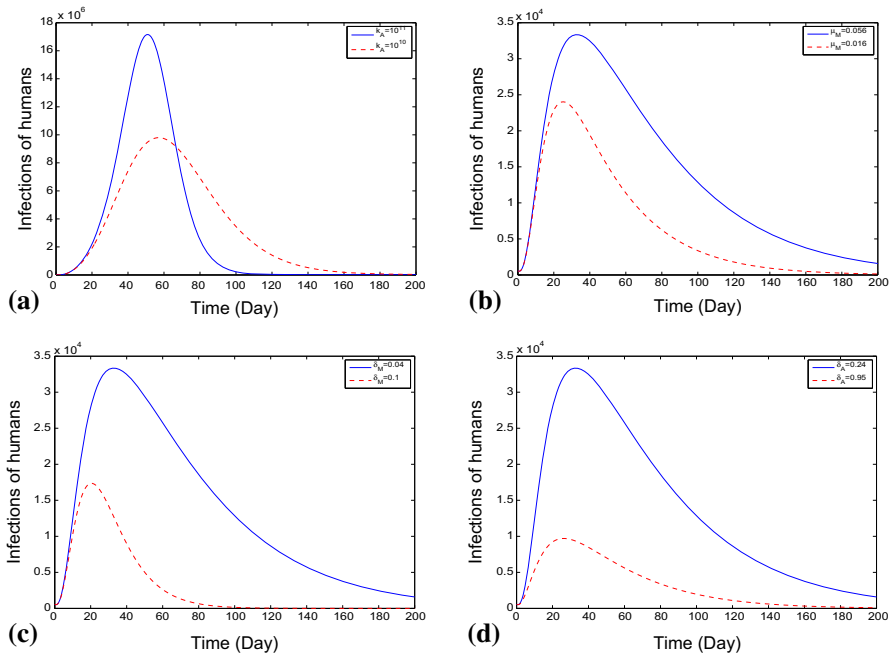 x 10^6
18
16
14
12
10
8
6
4
2
0
Infections of humans
k_A=10^11
k_A=10^10
0 20 40 60 80 100 120 140 160 180 200
Time (Day)
(a)
x 10^4
3.5
3
2.5
2
1.5
1
0.5
0
Infections of humans
μ_M=0.056
μ_M=0.016
0 20 40 60 80 100 120 140 160 180 200
Time (Day)
(b)
x 10^4
3.5
3
2.5
2
1.5
1
0.5
0
Infections of humans
δ_M=0.04
δ_M=0.1
0 20 40 60 80 100 120 140 160 180 200
Time (Day)
(c)
x 10^4
3.5
3
2.5
2
1.5
1
0.5
0
Infections of humans
δ_A=0.24
δ_A=0.95
0 20 40 60 80 100 120 140 160 180 200
Time (Day)
(d)